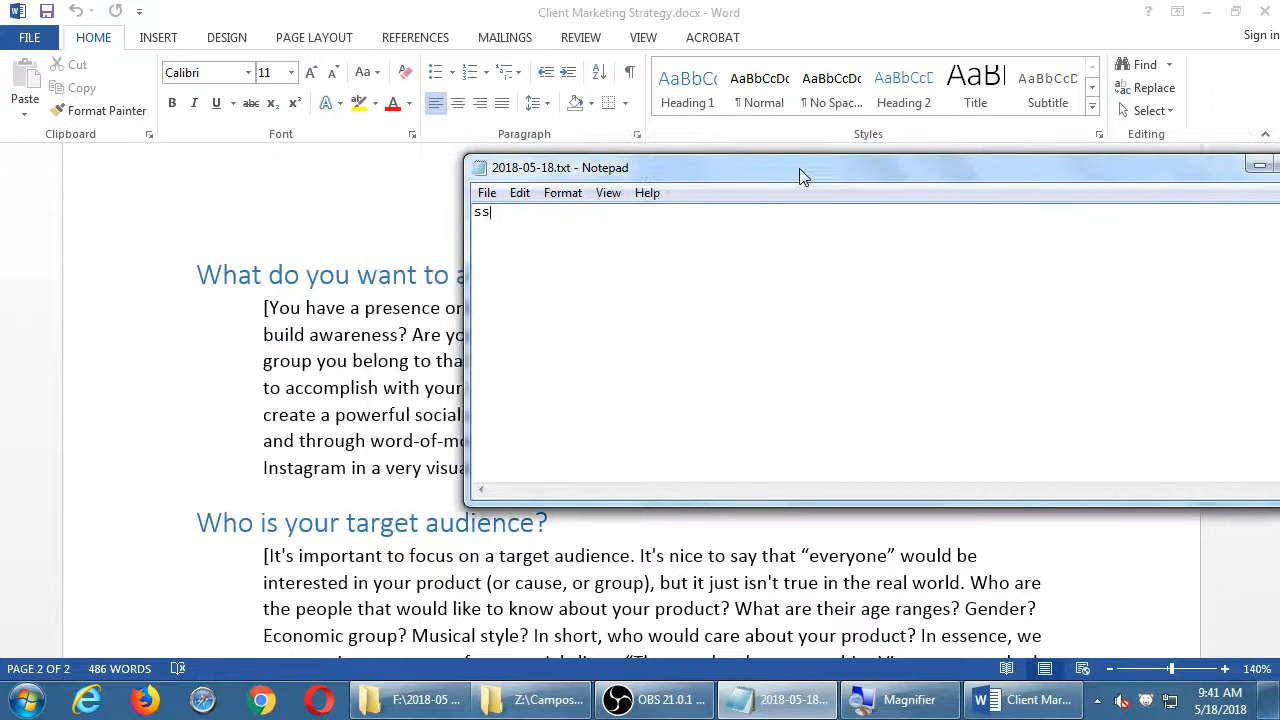 Client Marketing Strategy.docx - Word
FILE HOME INSERT DESIGN PAGE LAYOUT REFERENCES MAILINGS REVIEW VIEW ACROBAT Sign in
Paste
Cut
Copy
Format Painter
Clipboard
Calibri 11
Aa
B I U abc x₂ x²
A
A
Font
Paragraph
AaBbCc AaBbCcDc AaBbCcDc AaBbCcD AaB AaBbCcD
Heading 1 ¶ Normal ¶ No Spac... Heading 2 Title Subtitle
Styles
Find
Replace
Select
Editing
2018-05-18.txt - Notepad
File Edit Format View Help
ss
What do you want to
[You have a presence
build awareness? Are
group you belong to
to accomplish with your
create a powerful social
and through
Instagram in a very
Who is your target audience?
[It's important to focus on a target audience. It's nice to say that “everyone” would be
interested in your product (or cause, or group), but it just isn't true in the real world. Who are
the people that would like to know about your product? What are their age ranges? Gender?
Economic group? Musical style? In short, who would care about your product? In essence, we
PAGE 2 OF 2 486 WORDS 140%
F:\2018-05 ... Z:\Campos... OBS 21.0.1 ... 2018-05-18... Magnifier Client Mar...
9:41 AM
5/18/2018